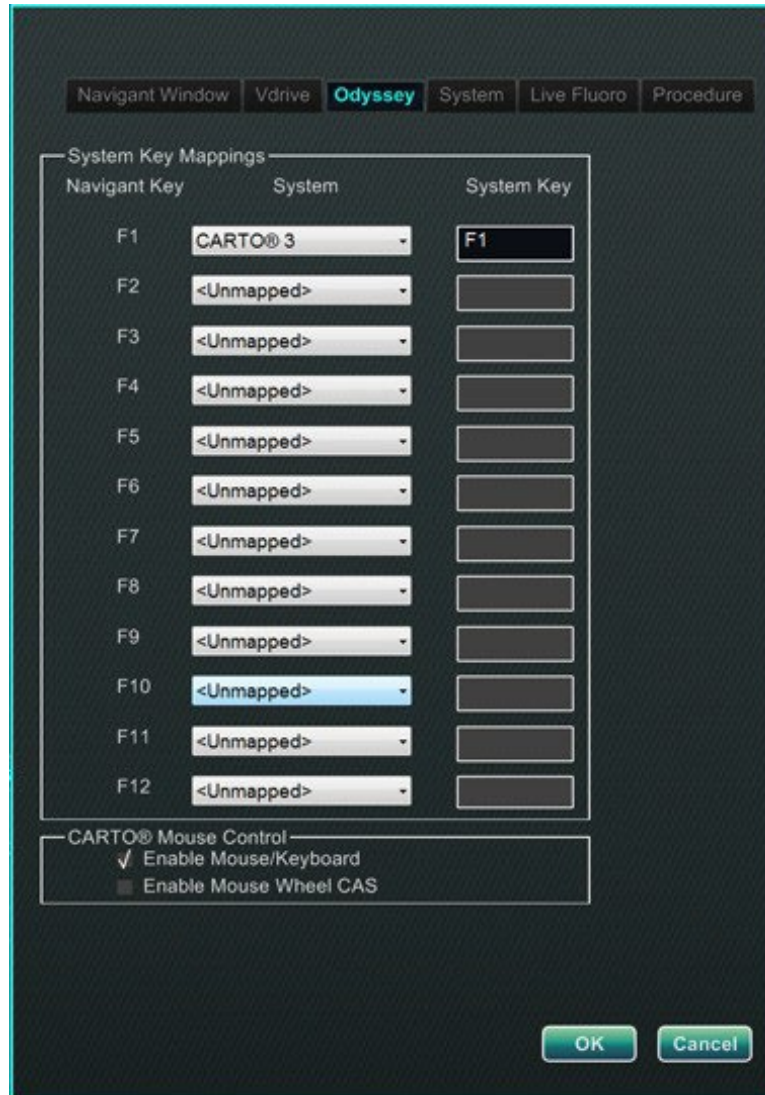 Navigant Window Vdrive Odyssey System Live Fluoro Procedure
System Key Mappings
Navigant Key System System Key
F1 CARTO® 3 F1
F2 <Unmapped>
F3 <Unmapped>
F4 <Unmapped>
F5 <Unmapped>
F6 <Unmapped>
F7 <Unmapped>
F8 <Unmapped>
F9 <Unmapped>
F10 <Unmapped>
F11 <Unmapped>
F12 <Unmapped>
CARTO® Mouse Control
Enable Mouse/Keyboard
Enable Mouse Wheel CAS
OK Cancel